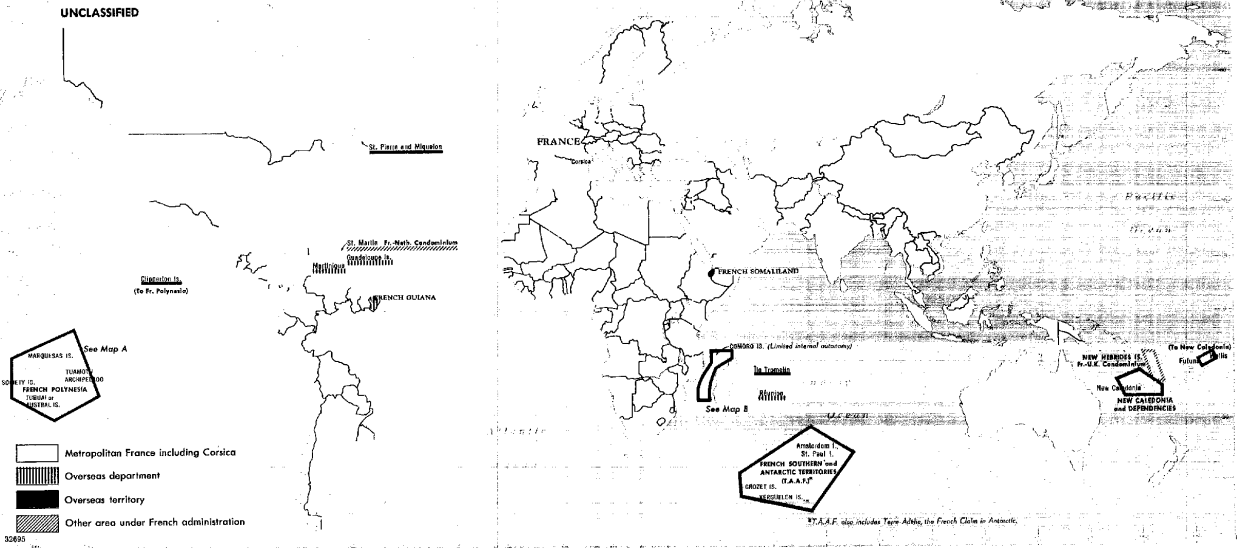 UNCLASSIFIED
FRANCE
Corsica
St. Pierre and Miquelon
Pacific
St. Martin Fr.-Neth. Condominium
Guadeloupe Is.
Martinique
Clipperton Is.
(To Fr. Polynesia)
FRENCH GUIANA
FRENCH SOMALILAND
See Map A
MARQUISAS IS.
TUAMOTU
ARCHIPELAGO
SOCIETY IS.
FRENCH POLYNESIA
TUBUAI or
AUSTRAL IS.
COMORO IS. (Limited internal autonomy)
Ile Tromelin
Réunion
See Map B
(To New Caledonia)
Futuna
Wallis
NEW HEBRIDES IS.
Fr.-U.K. Condominium
New Caledonia
NEW CALEDONIA
and DEPENDENCIES
Ocean
Amsterdam I.,
St. Paul I.
FRENCH SOUTHERN and
ANTARCTIC TERRITORIES
(T.A.A.F.)*
CROZET IS.
KERGUELEN IS.
*T.A.A.F. also includes Terre Adélie, the French Claim in Antarctic.
Metropolitan France including Corsica
Overseas department
Overseas territory
Other area under French administration
32695